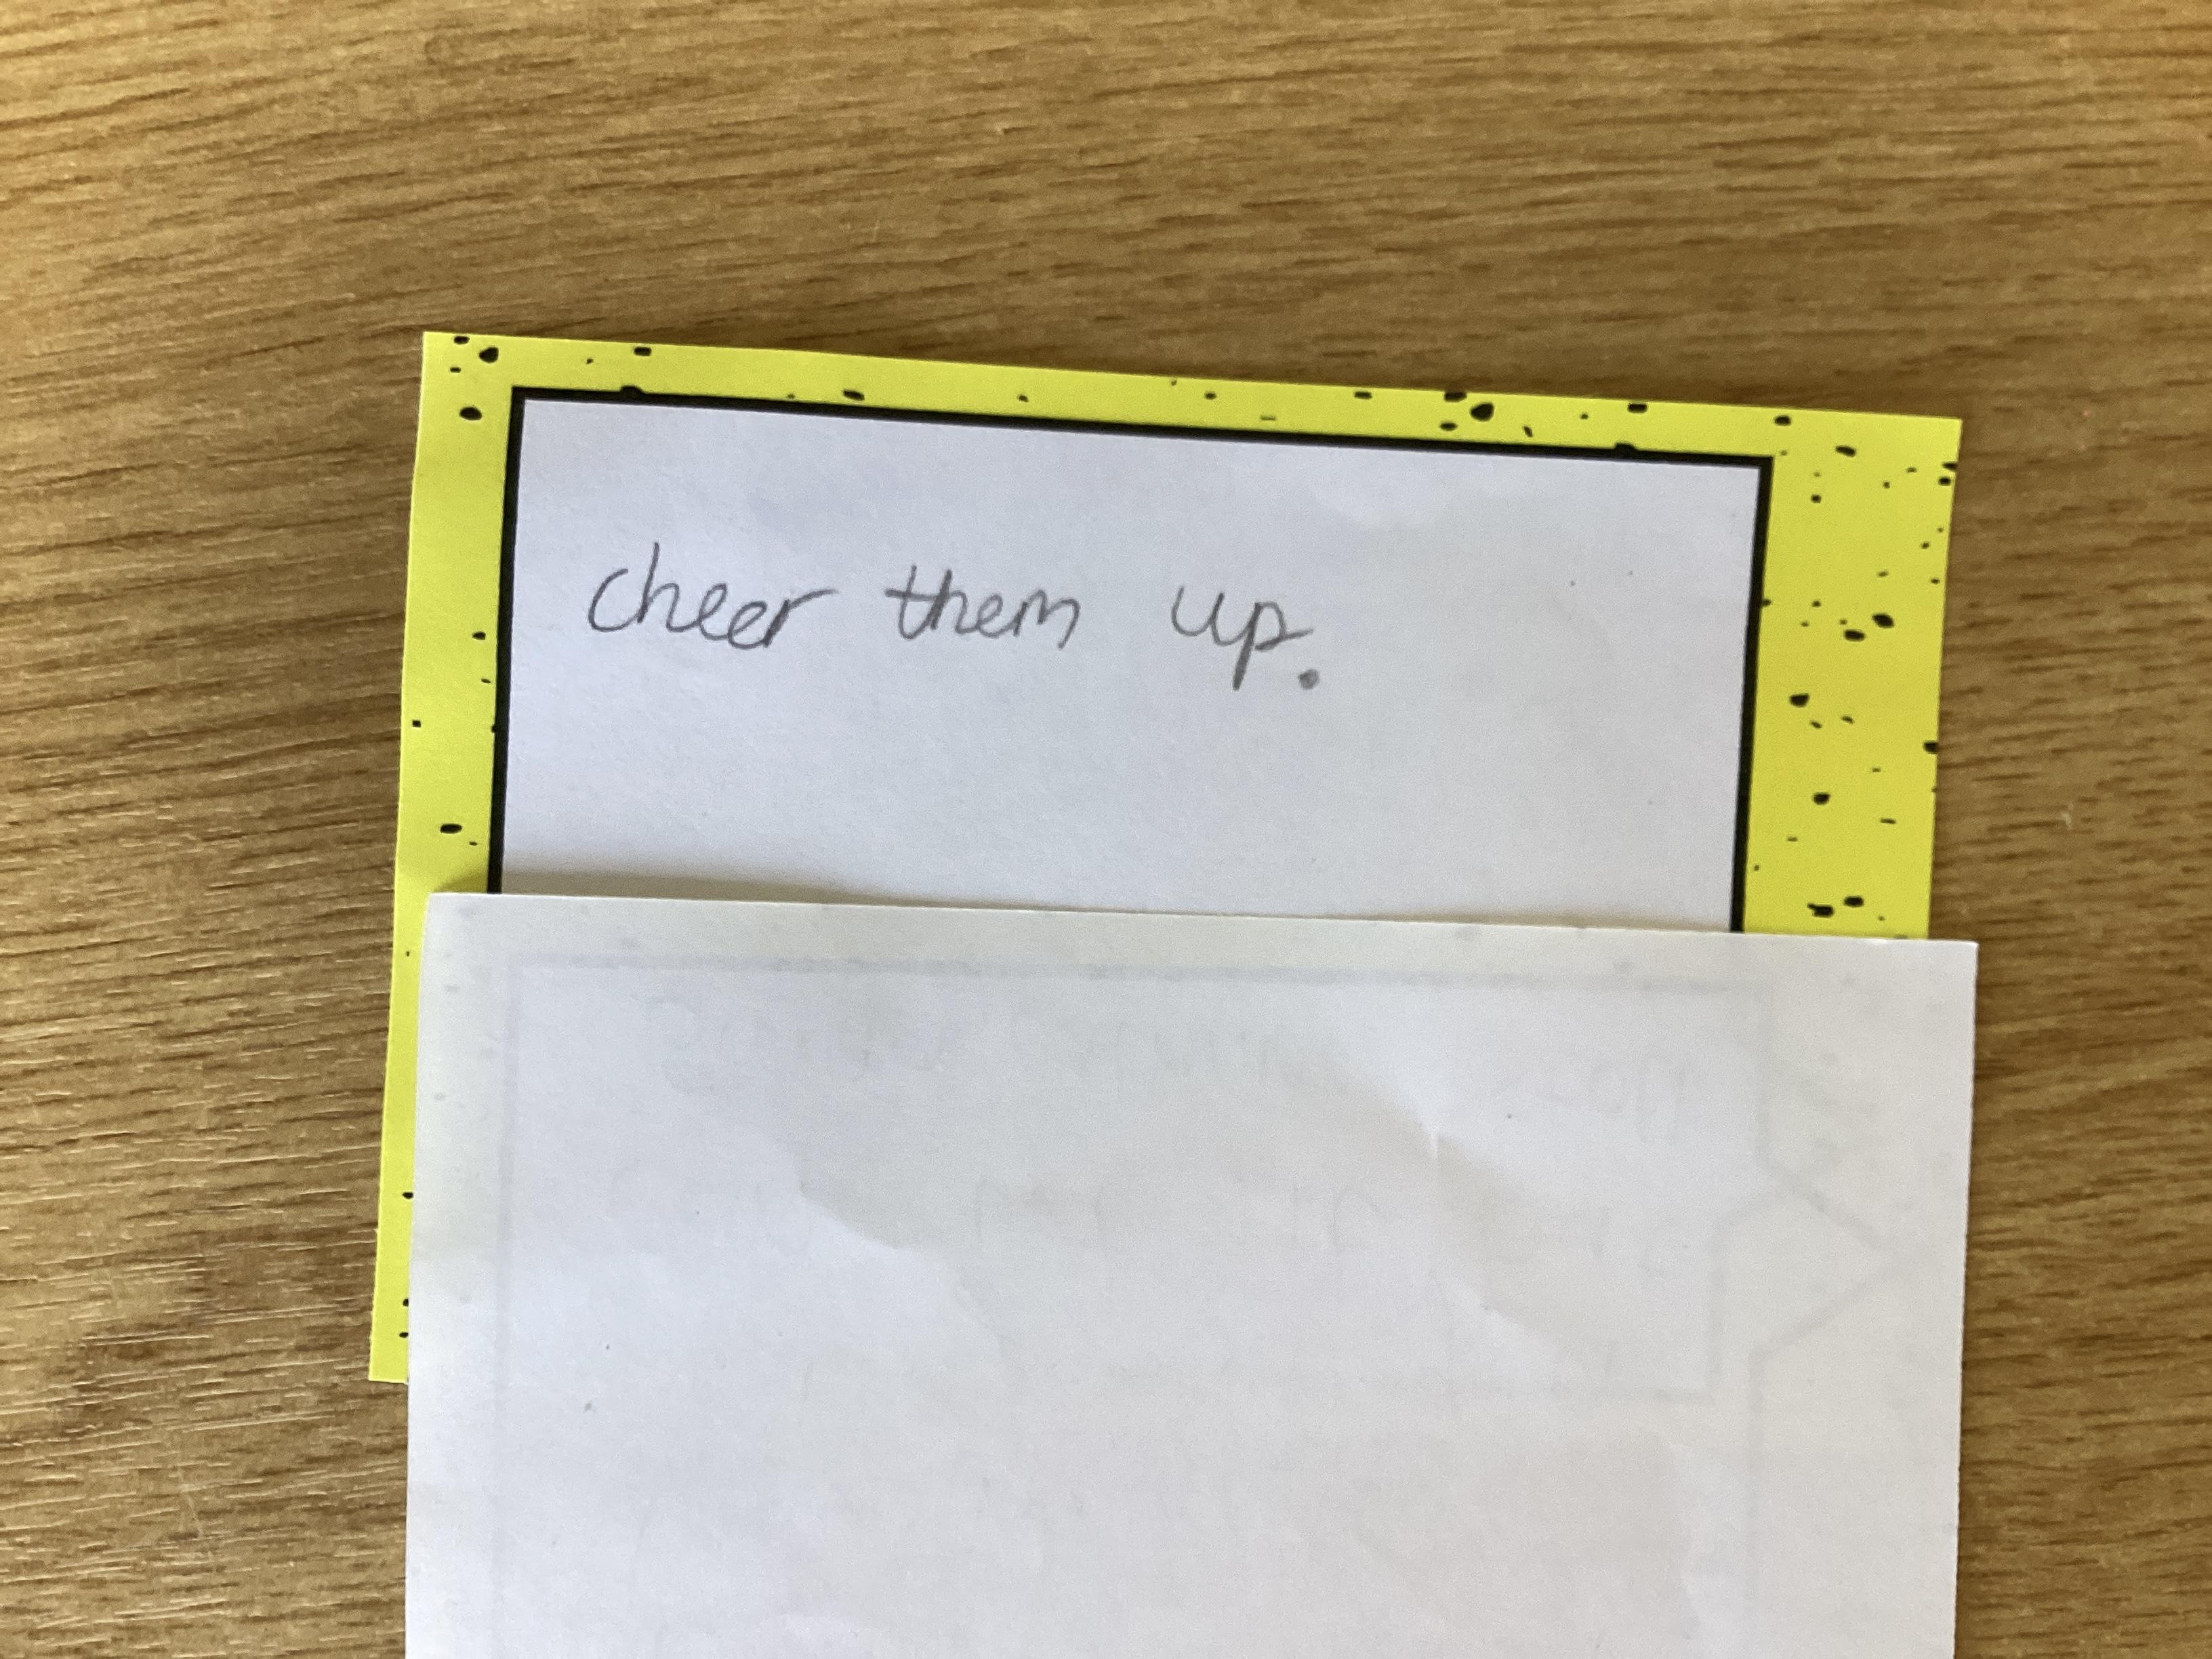 cheer them up.